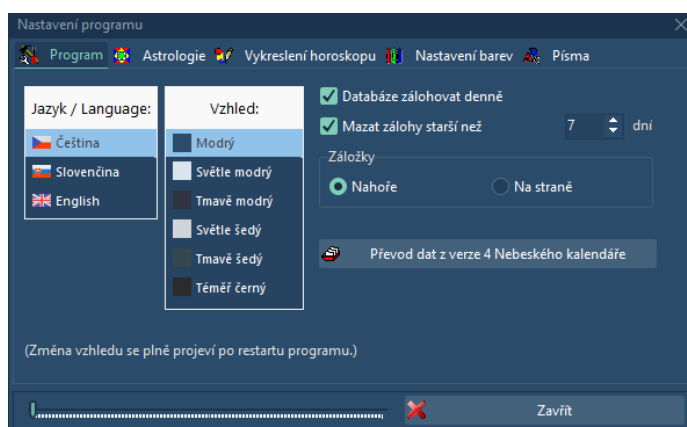 Nastavení programu
Program Astrologie Vykreslení horoskopu Nastavení barev Písma
Jazyk / Language:
Čeština
Slovenčina
English
Vzhled:
Modrý
Světle modrý
Tmavě modrý
Světle šedý
Tmavě šedý
Téměř černý
Databáze zálohovat denně
Mazat zálohy starší než 7 dní
Záložky
Nahoře Na straně
Převod dat z verze 4 Nebeského kalendáře
(Změna vzhledu se plně projeví po restartu programu.)
Zavřít